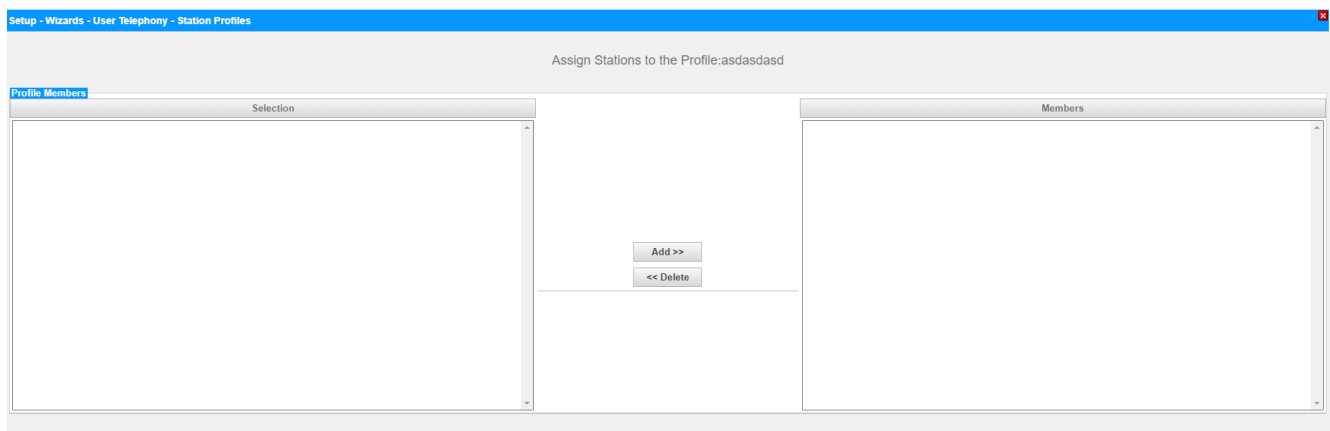 Setup - Wizards - User Telephony - Station Profiles
Assign Stations to the Profile:asdasdasd
Profile Members
Selection
Members
Add >>
<< Delete